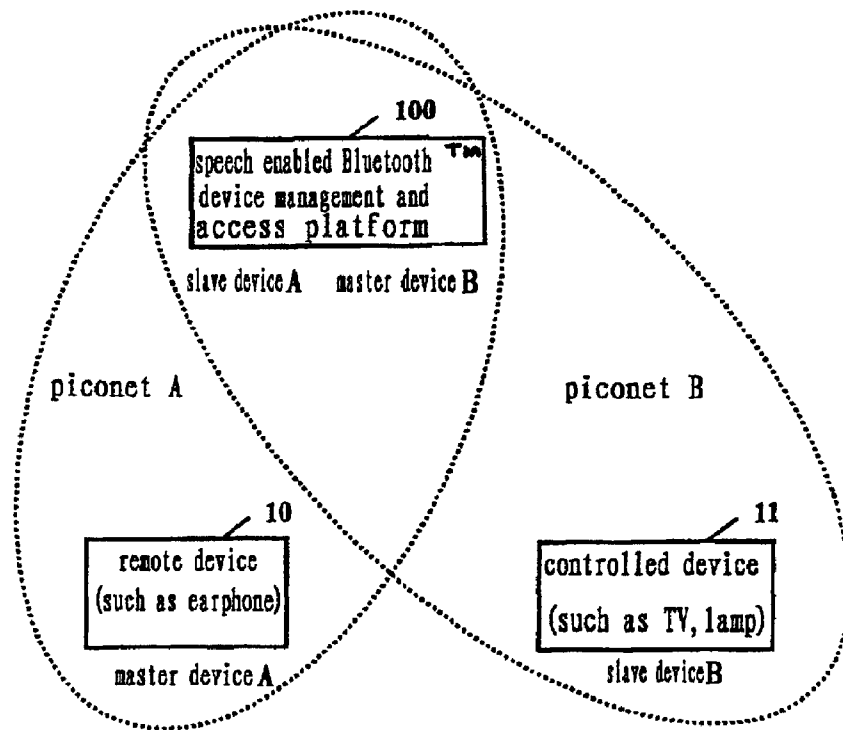 100
speech enabled Bluetooth TM
device management and
access platform
slave device A master device B
piconet A
piconet B
10
remote device
(such as earphone)
master device A
11
controlled device
(such as TV, lamp)
slave device B